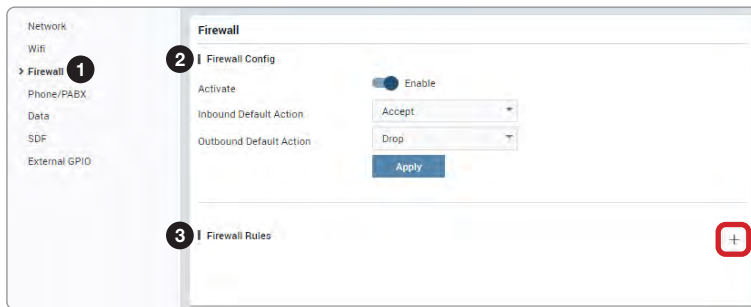 Network
Wifi
> Firewall 1
Phone/PABX
Data
SDF
External GPIO
Firewall
2 Firewall Config
Activate Enable
Inbound Default Action Accept
Outbound Default Action Drop
Apply
3 Firewall Rules +